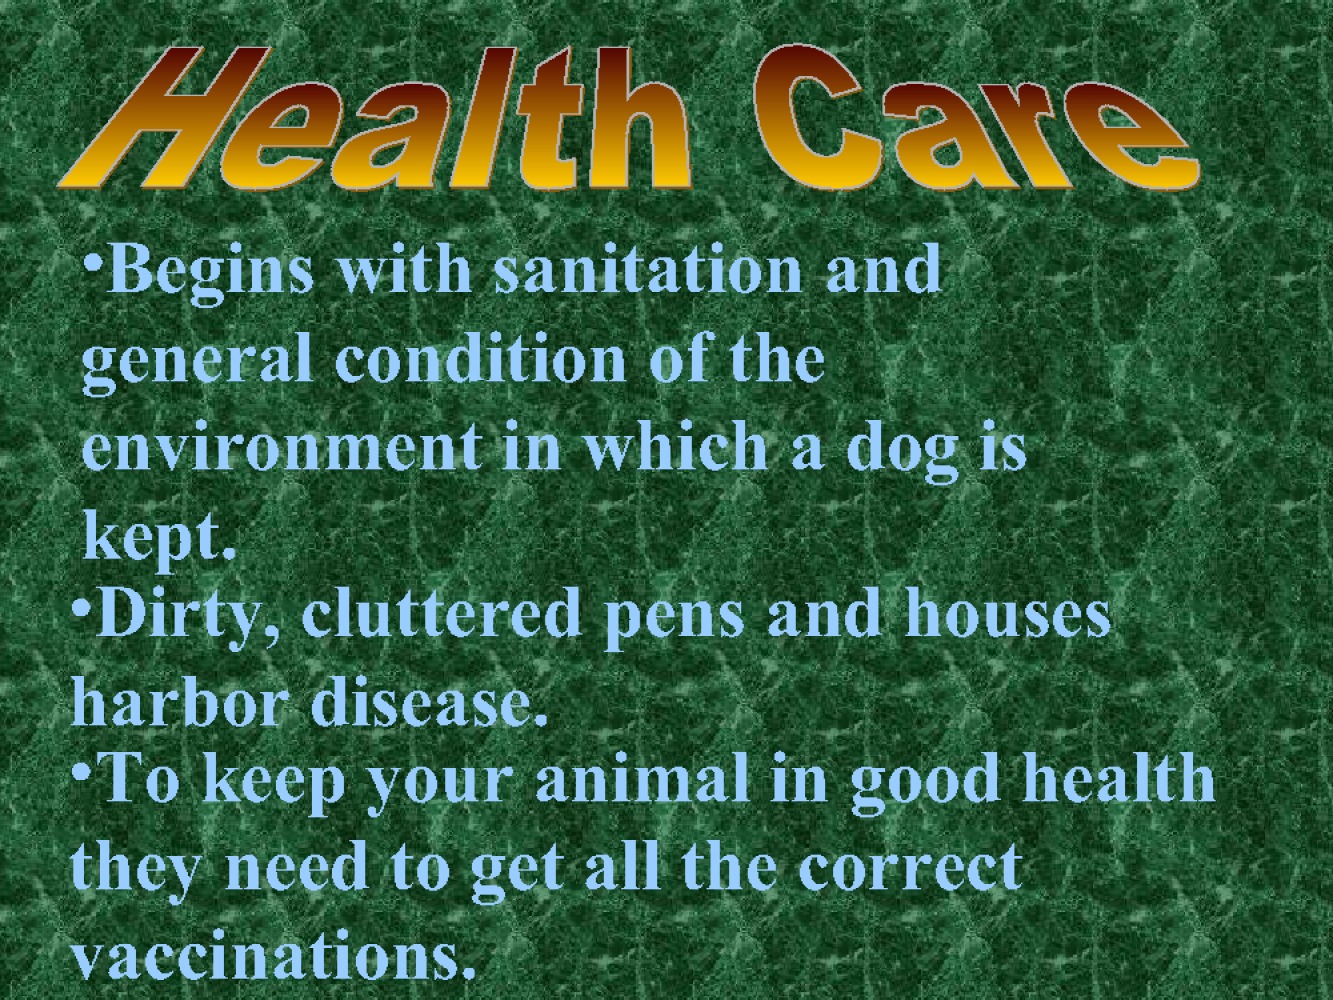 Health Care
•Begins with sanitation and
general condition of the
environment in which a dog is
kept.
•Dirty, cluttered pens and houses
harbor disease.
•To keep your animal in good health
they need to get all the correct
vaccinations.